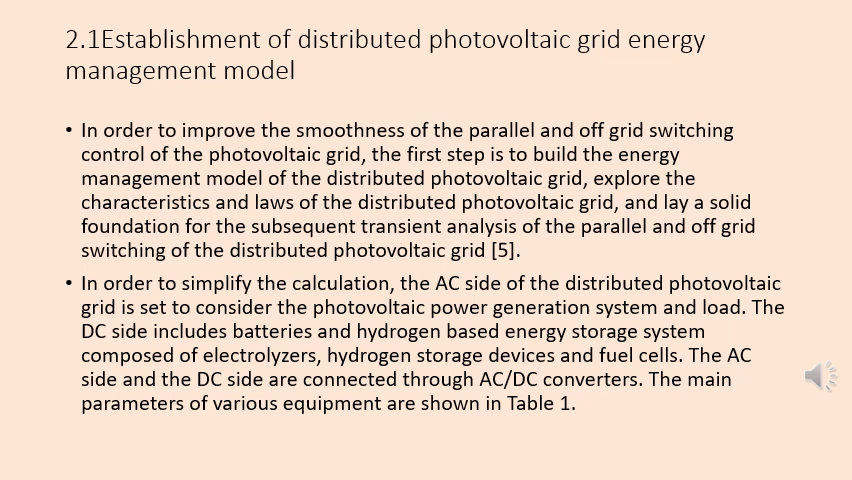 2.1Establishment of distributed photovoltaic grid energy
management model
• In order to improve the smoothness of the parallel and off grid switching
control of the photovoltaic grid, the first step is to build the energy
management model of the distributed photovoltaic grid, explore the
characteristics and laws of the distributed photovoltaic grid, and lay a solid
foundation for the subsequent transient analysis of the parallel and off grid
switching of the distributed photovoltaic grid [5].
• In order to simplify the calculation, the AC side of the distributed photovoltaic
grid is set to consider the photovoltaic power generation system and load. The
DC side includes batteries and hydrogen based energy storage system
composed of electrolyzers, hydrogen storage devices and fuel cells. The AC
side and the DC side are connected through AC/DC converters. The main
parameters of various equipment are shown in Table 1.